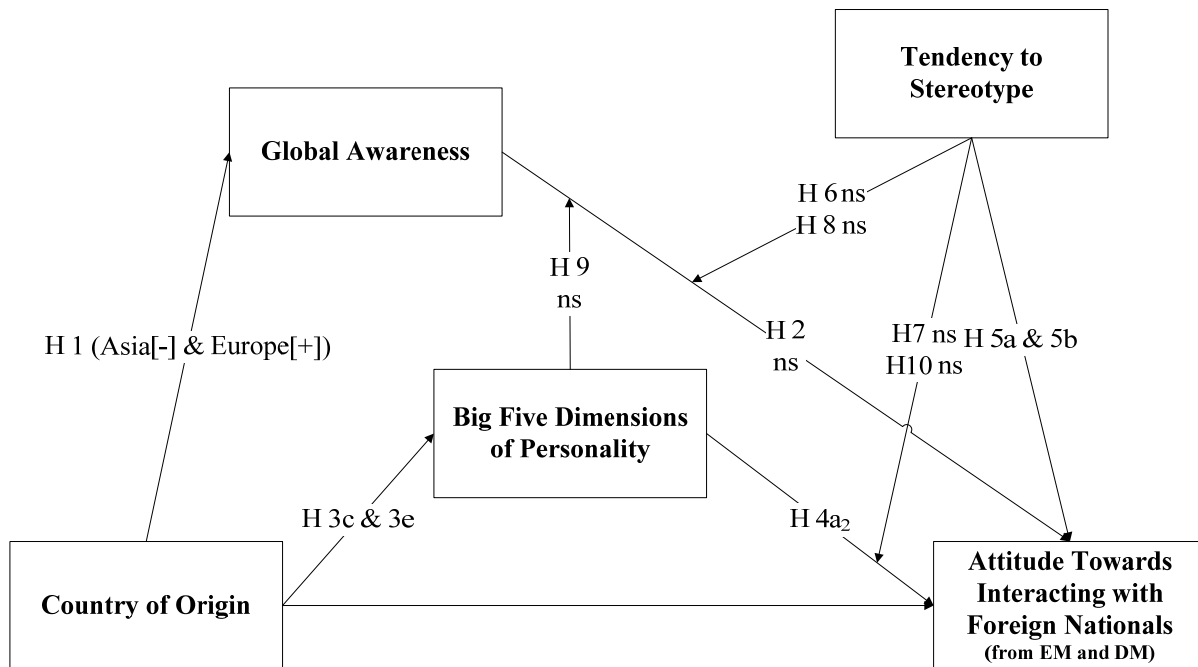 Tendency to
Stereotype
Global Awareness
H 6 ns
H 8 ns
H 9
ns
H 2
ns
H7 ns
H10 ns
H 5a & 5b
H 1 (Asia[-] & Europe[+])
Big Five Dimensions
of Personality
H 3c & 3e
H 4a₂
Country of Origin
Attitude Towards
Interacting with
Foreign Nationals
(from EM and DM)